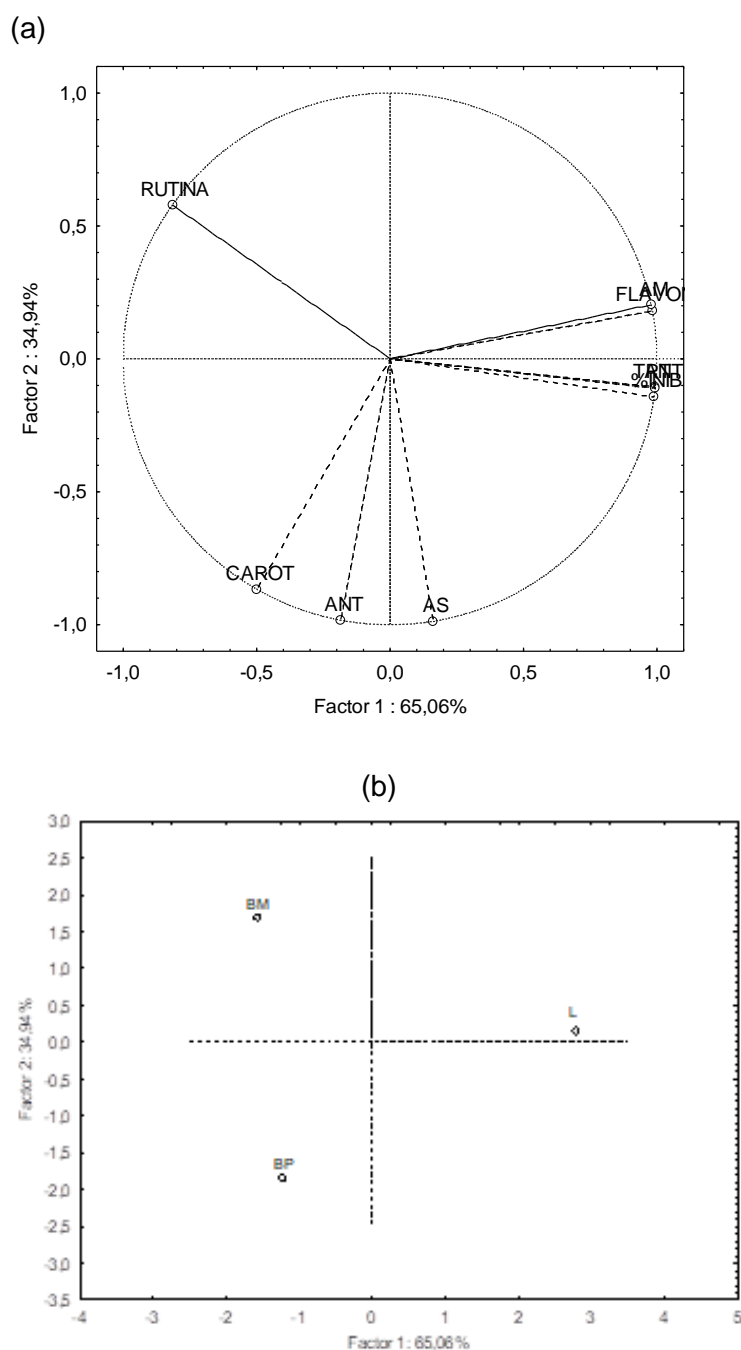 (a)
1,0
0,5
0,0
-0,5
-1,0
Factor 2 : 34,94%
RUTINA
AM
CAROT
ANT
AS
-1,0 -0,5 0,0 0,5 1,0
Factor 1 : 65,06%
(b)
3,0
2,5
2,0
1,5
1,0
0,5
0,0
-0,5
-1,0
-1,5
-2,0
-2,5
-3,0
-3,5
Factor 2: 34,94%
BM
L
BP
-4 -3 -2 -1 0 1 2 3 4 5
Factor 1: 65,06%